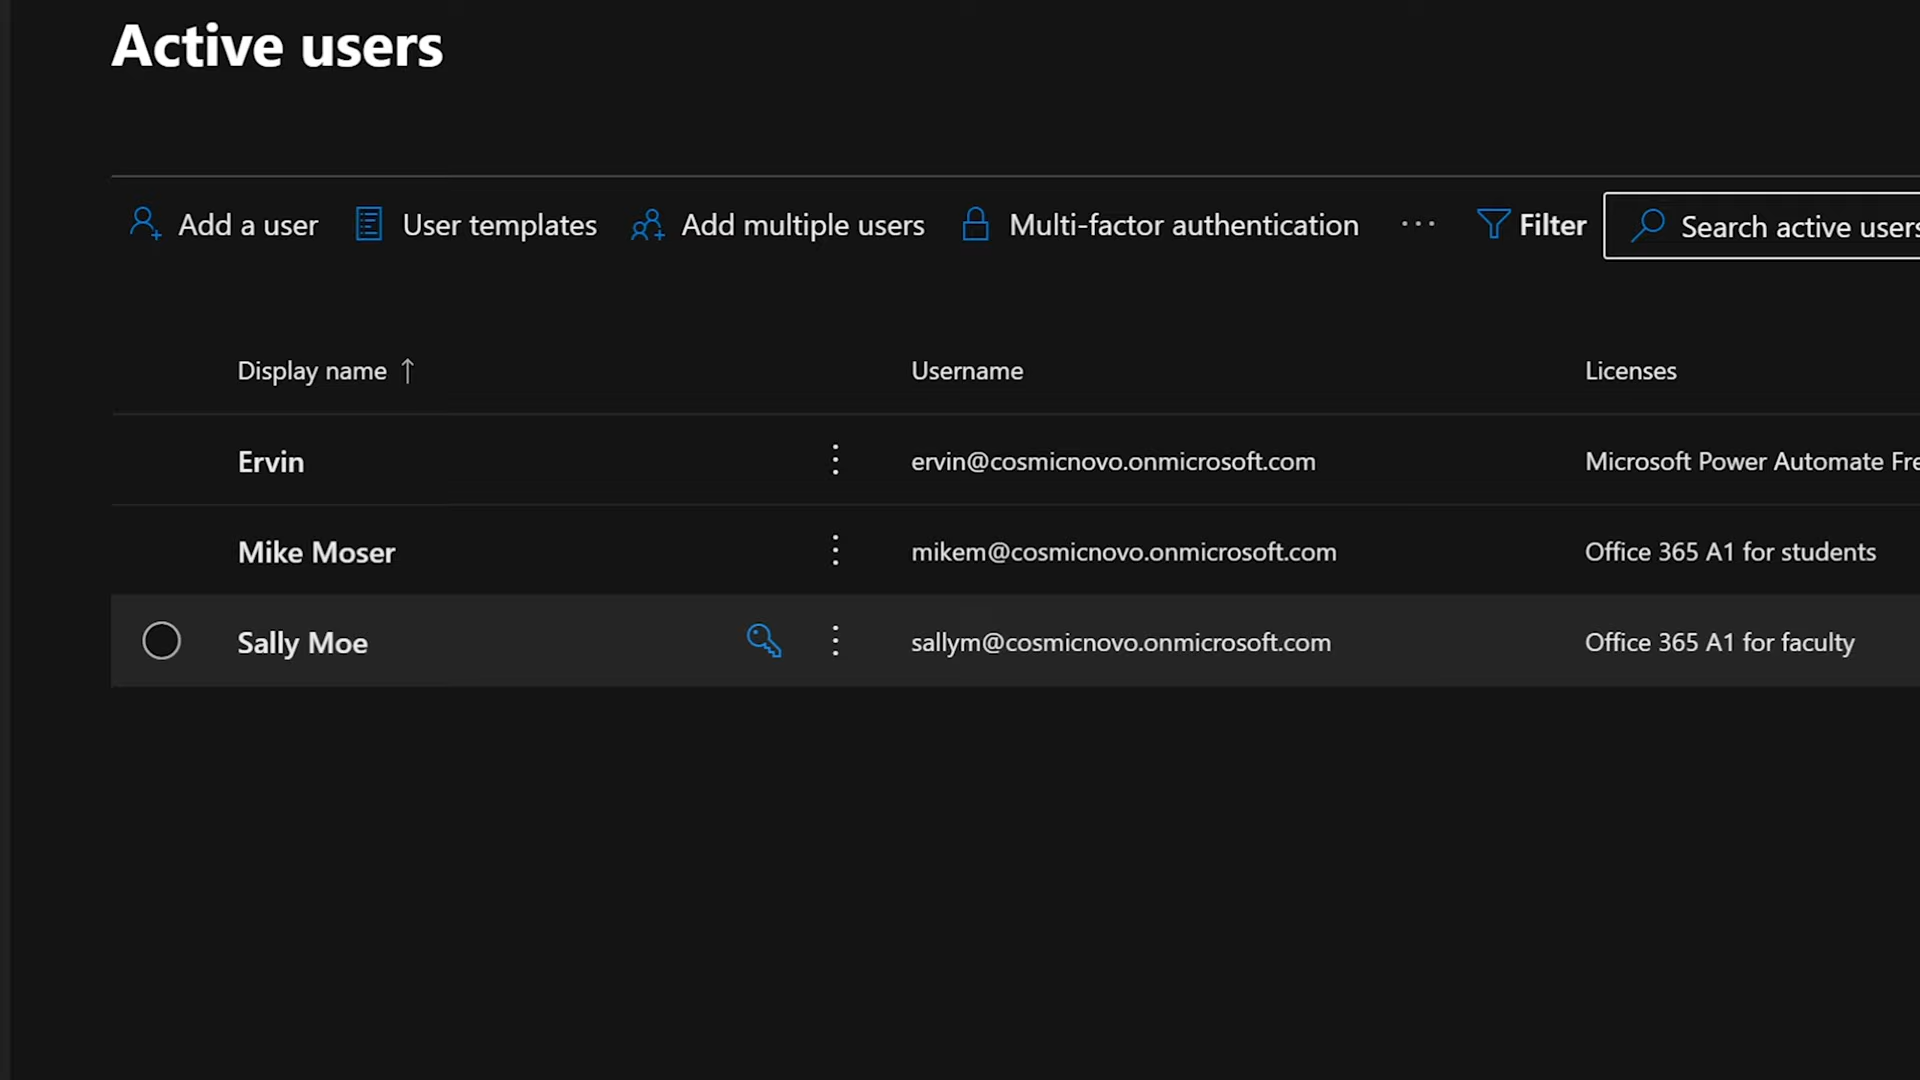 Active users
Add a user User templates Add multiple users Multi-factor authentication ... Filter Search active users
Display name ↑ Username Licenses
Ervin ervin@cosmicnovo.onmicrosoft.com Microsoft Power Automate Fre
Mike Moser mikem@cosmicnovo.onmicrosoft.com Office 365 A1 for students
Sally Moe sallym@cosmicnovo.onmicrosoft.com Office 365 A1 for faculty